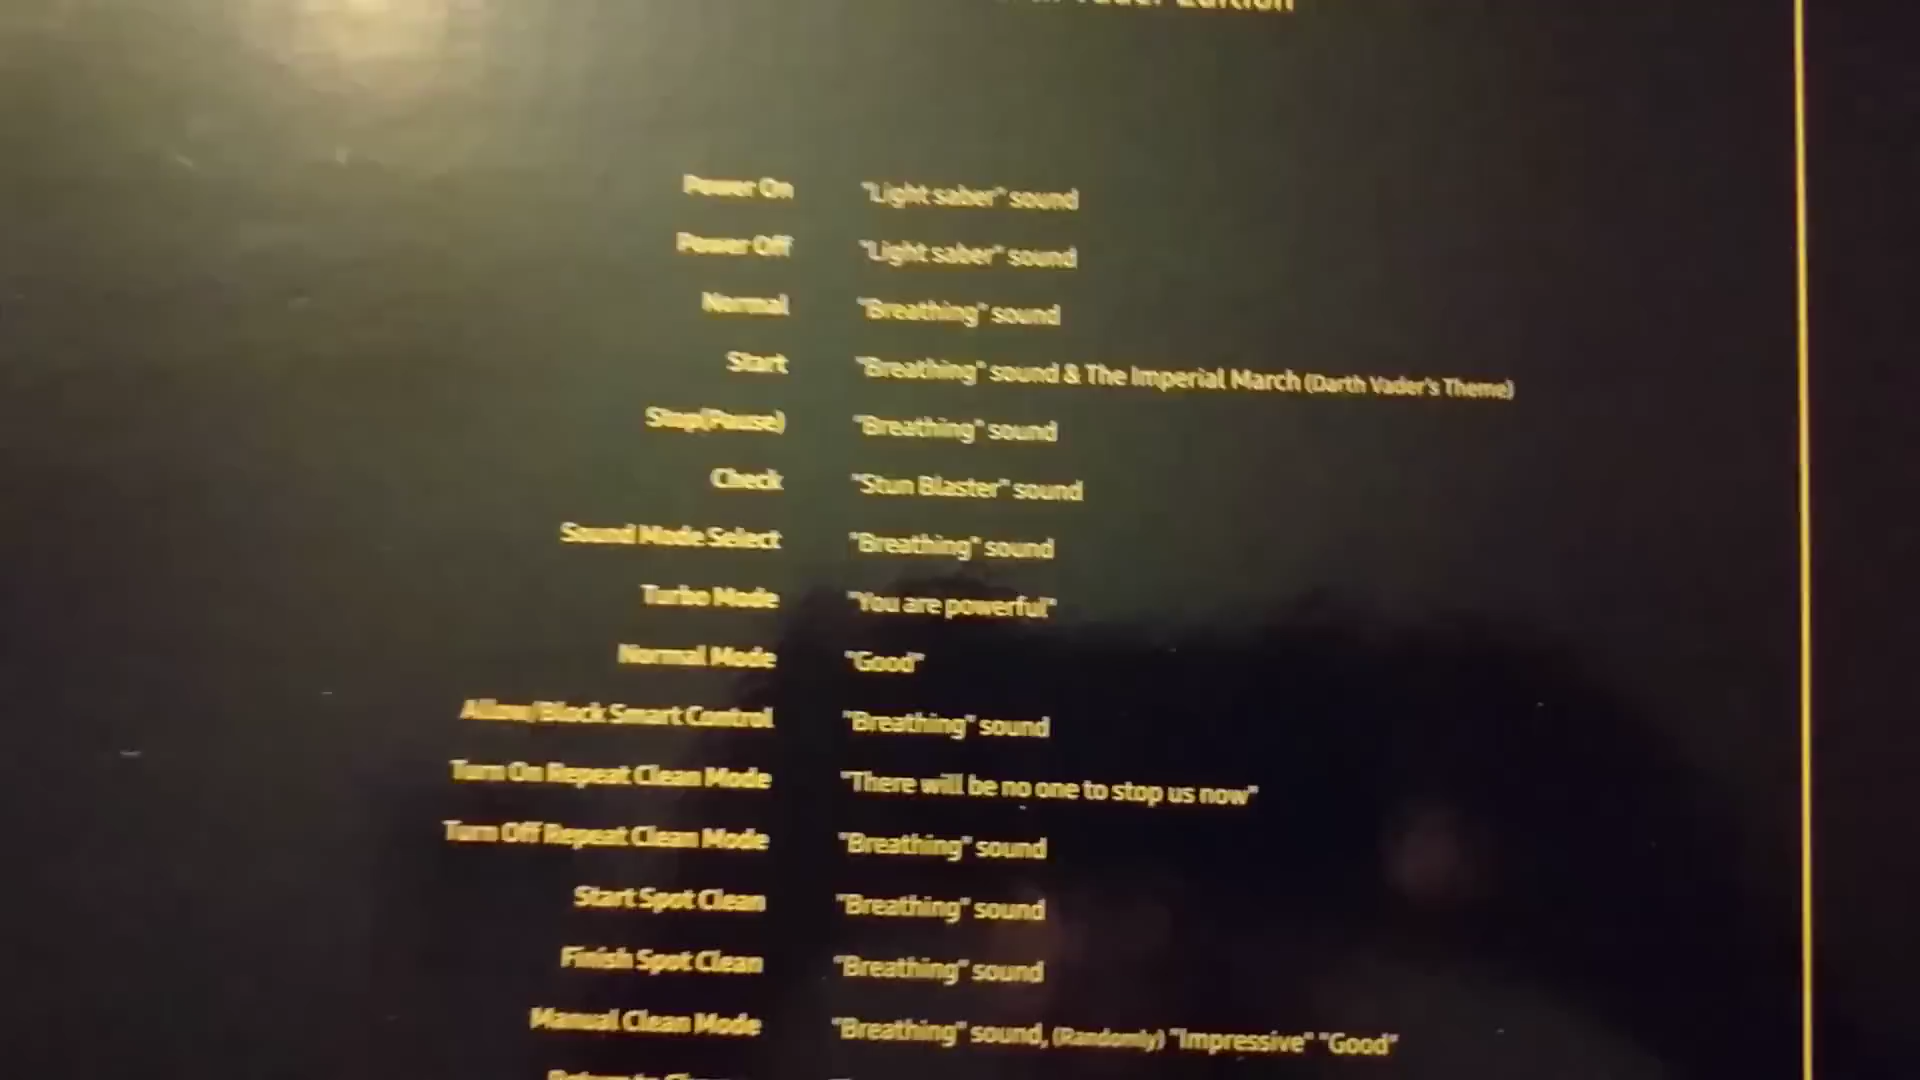 Vader Edition
Power On "Light saber" sound
Power Off "Light saber" sound
Normal "Breathing" sound
Start "Breathing" sound & The Imperial March (Darth Vader's Theme)
Stop(Pause) "Breathing" sound
Check "Stun Blaster" sound
Sound Mode Select "Breathing" sound
Turbo Mode "You are powerful"
Normal Mode "Good"
Allow/Block Smart Control "Breathing" sound
Turn On Repeat Clean Mode "There will be no one to stop us now"
Turn Off Repeat Clean Mode "Breathing" sound
Start Spot Clean "Breathing" sound
Finish Spot Clean "Breathing" sound
Manual Clean Mode "Breathing" sound, (Randomly) "Impressive" "Good"